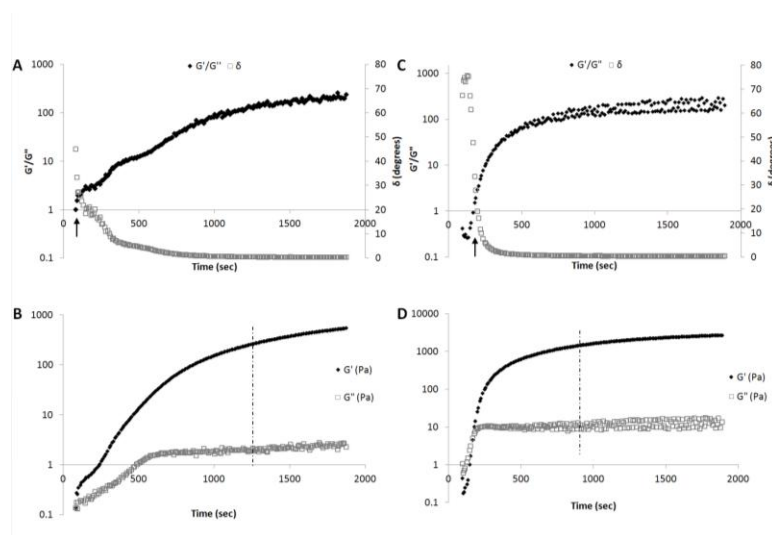 A
G'/G'' δ
1000
100
10
1
0.1
G'/G''
80
70
60
50
40
30
20
10
0
δ (degrees)
0 500 1000 1500 2000
Time (sec)
C
G'/G'' δ
1000
100
10
1
0.1
G'/G''
80
70
60
50
40
30
20
10
0
δ (degrees)
0 500 1000 1500 2000
Time (sec)
B
1000
100
10
1
0.1
G' (Pa)
G'' (Pa)
0 500 1000 1500 2000
Time (sec)
D
10000
1000
100
10
1
0.1
G' (Pa)
G'' (Pa)
0 500 1000 1500 2000
Time (sec)